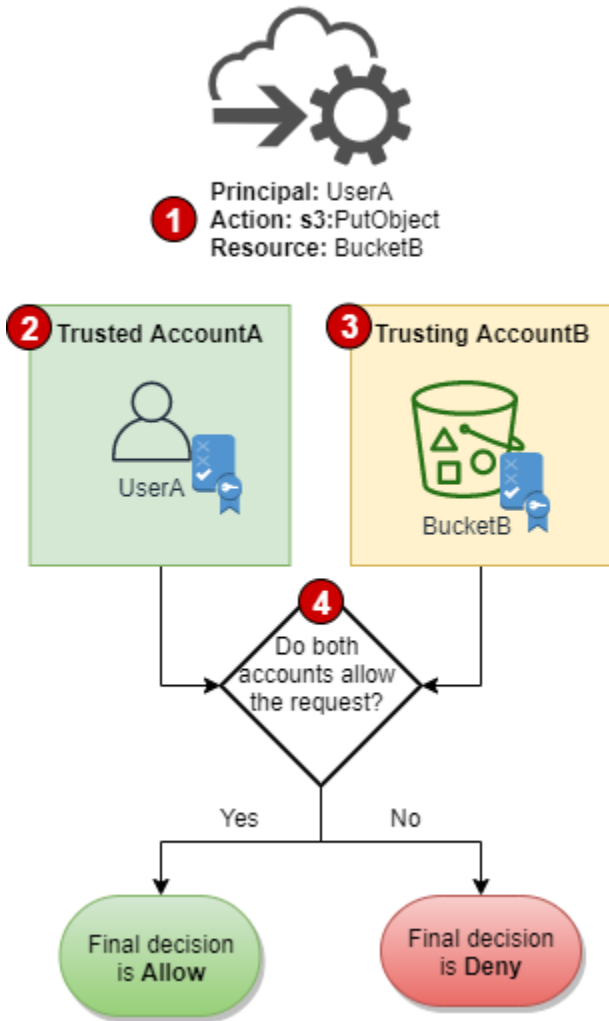 Principal: UserA
1
Action: s3:PutObject
Resource: BucketB
2
Trusted AccountA
3
Trusting AccountB
UserA
BucketB
4
Do both
accounts allow
the request?
Yes
No
Final decision
is Allow
Final decision
is Deny